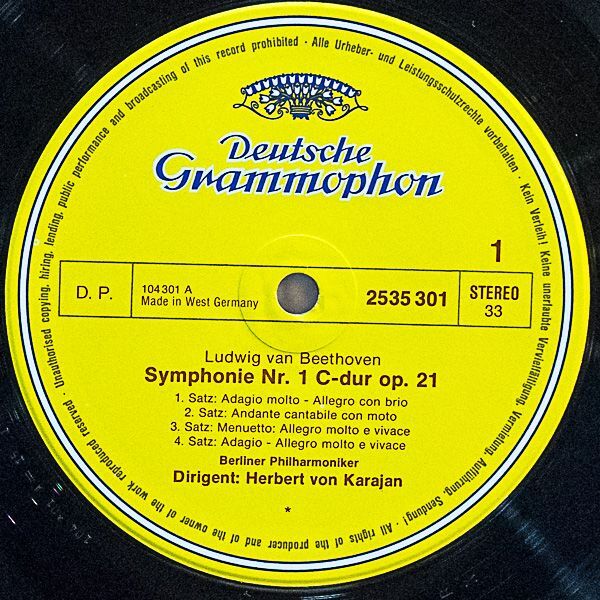 Deutsche
Grammophon
1
D. P.
104 301 A
Made in West Germany
2535 301
STEREO
33
Ludwig van Beethoven
Symphonie Nr. 1 C-dur op. 21
1. Satz: Adagio molto - Allegro con brio
2. Satz: Andante cantabile con moto
3. Satz: Menuetto: Allegro molto e vivace
4. Satz: Adagio - Allegro molto e vivace
Berliner Philharmoniker
Dirigent: Herbert von Karajan
*
Alle Urheber- und Leistungsschutzrechte vorbehalten · Kein Verleih! Keine unerlaubte Vervielfältigung, Vermietung, Aufführung, Sendung! · All rights of the producer and of the owner of the work reproduced reserved · Unauthorised copying, hiring, lending, public performance and broadcasting of this record prohibited ·